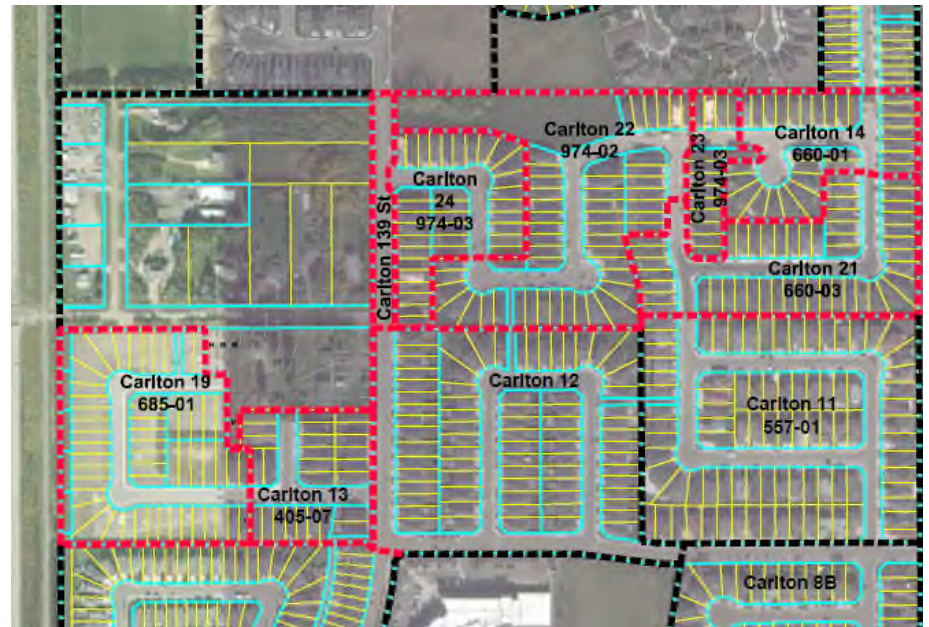 Carlton 22
974-02
Carlton 14
660-01
Carlton 23
974-03
Carlton
24
974-03
Carlton 139 St
Carlton 21
660-03
Carlton 19
685-01
Carlton 12
Carlton 11
557-01
Carlton 13
405-07
Carlton 8B